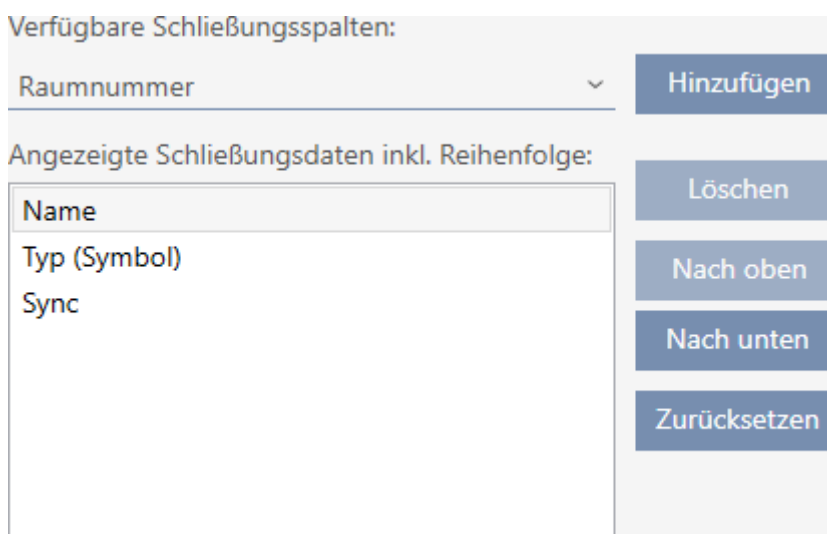 Verfügbare Schließungsspalten:
Raumnummer
Hinzufügen
Angezeigte Schließungsdaten inkl. Reihenfolge:
Löschen
Name
Typ (Symbol)
Nach oben
Sync
Nach unten
Zurücksetzen